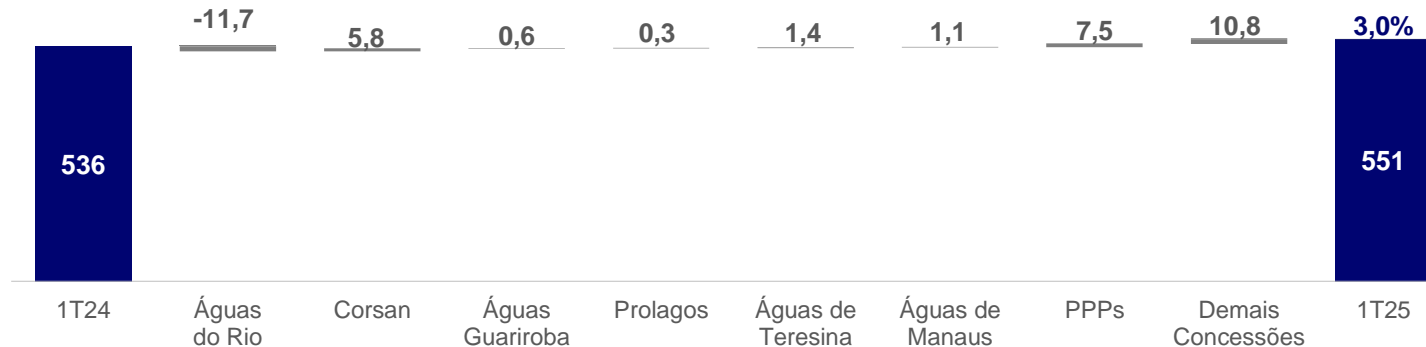 -11,7
5,8
0,6
0,3
1,4
1,1
7,5
10,8
3,0%
536
551
1T24
Águas
do Rio
Corsan
Águas
Guariroba
Prolagos
Águas de
Teresina
Águas de
Manaus
PPPs
Demais
Concessões
1T25